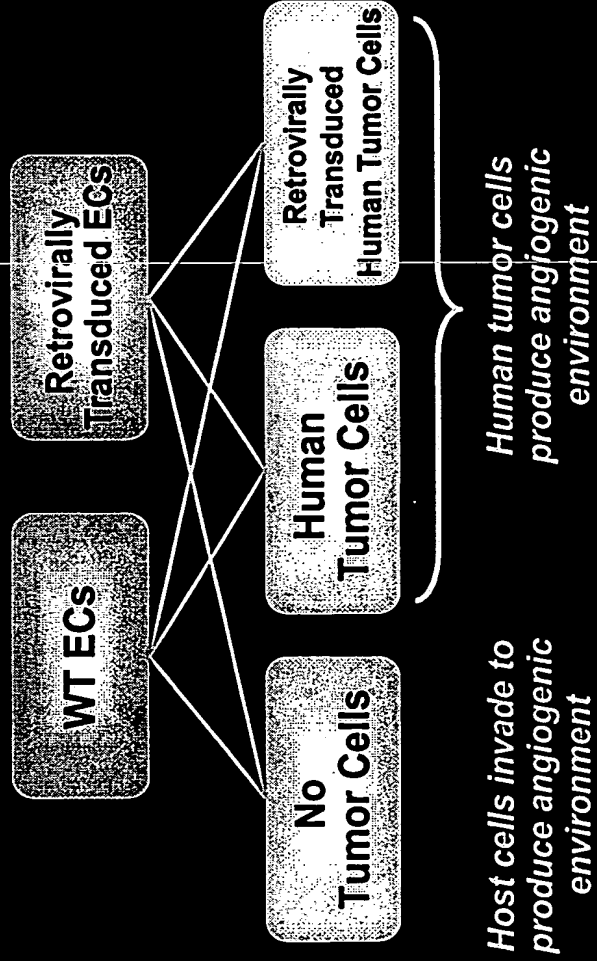 WT ECs
Retrovirally
Transduced ECs
No
Tumor Cells
Human
Tumor Cells
Retrovirally
Transduced
Human Tumor Cells
Host cells invade to
produce angiogenic
environment
Human tumor cells
produce angiogenic
environment